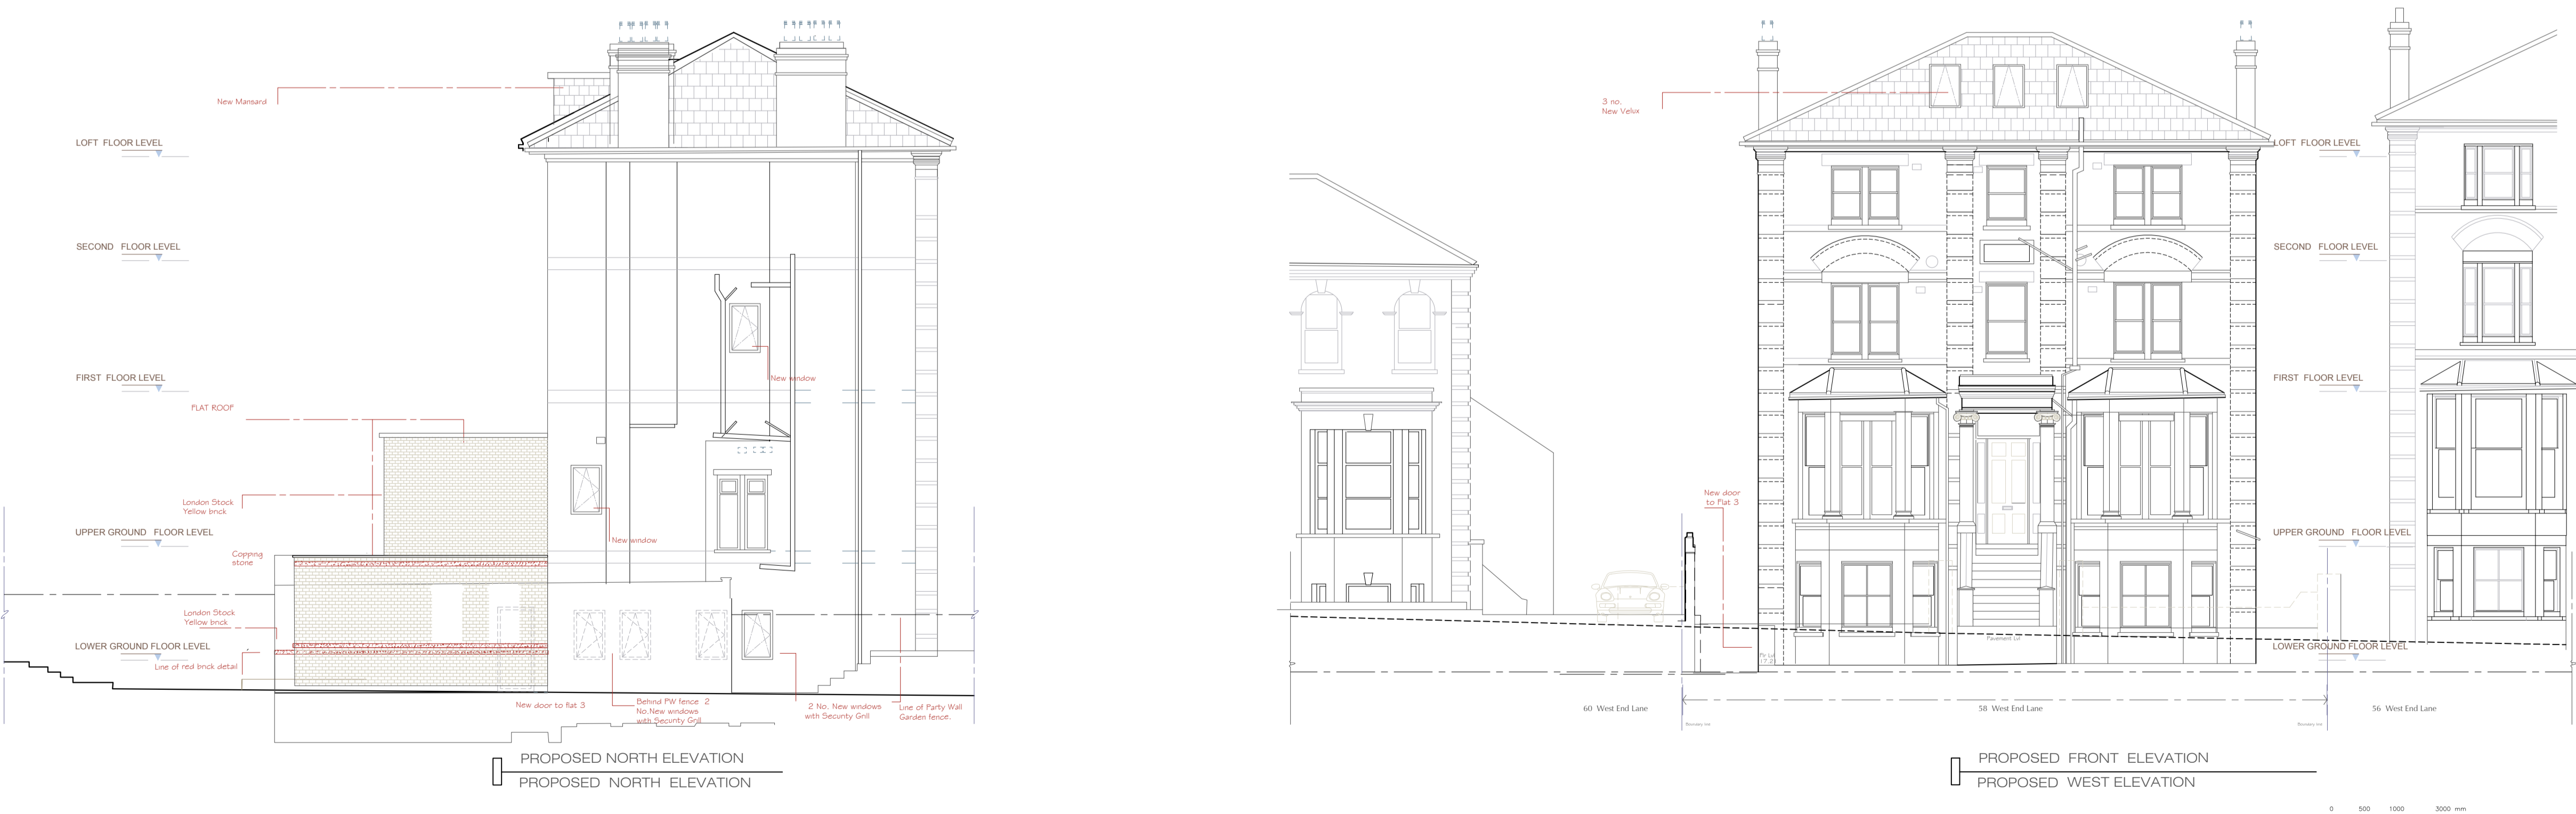 New Mansard
LOFT FLOOR LEVEL
SECOND FLOOR LEVEL
FIRST FLOOR LEVEL
FLAT ROOF
London Stock
Yellow brick
UPPER GROUND FLOOR LEVEL
Copping
stone
London Stock
Yellow brick
LOWER GROUND FLOOR LEVEL
Line of red brick detail
New window
New window
New door to flat 3
Behind PW fence 2
No.New windows
with Security Grill
2 No. New windows
with Security Grill
Line of Party Wall
Garden fence.
PROPOSED NORTH ELEVATION
PROPOSED NORTH ELEVATION
3 no.
New Velux
New door
to Flat 3
LOFT FLOOR LEVEL
SECOND FLOOR LEVEL
FIRST FLOOR LEVEL
UPPER GROUND FLOOR LEVEL
LOWER GROUND FLOOR LEVEL
Pavement Lvl
60 West End Lane
58 West End Lane
56 West End Lane
Boundary line
Boundary line
PROPOSED FRONT ELEVATION
PROPOSED WEST ELEVATION
0 500 1000 3000 mm